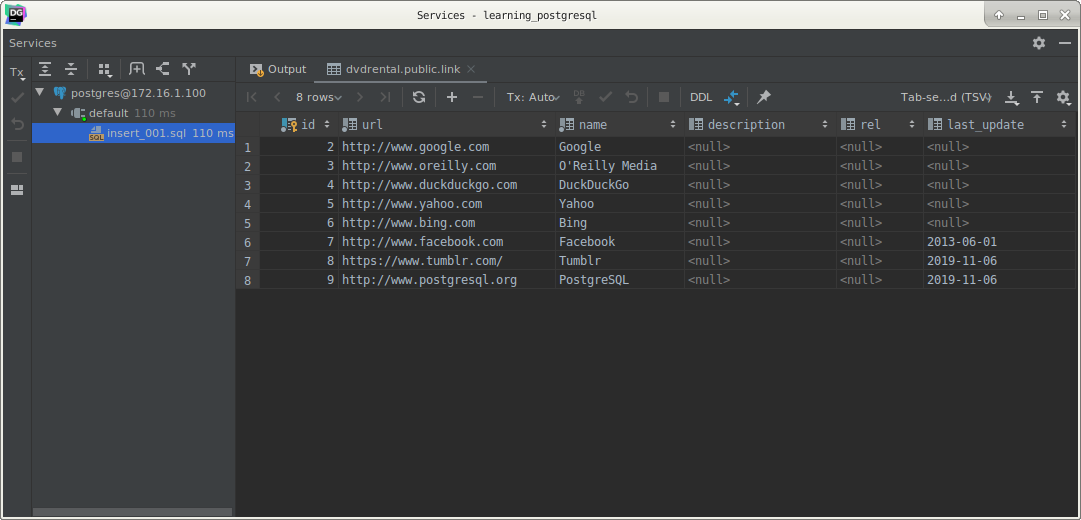 DG
Services - learning_postgresql
Services
Tx
postgres@172.16.1.100
default 110 ms
SQL insert_001.sql 110 ms
Output dvdrental.public.link
8 rows Tx: Auto DB DDL Tab-se...d (TSV)
id url name description rel last_update
1 2 http://www.google.com Google <null> <null> <null>
2 3 http://www.oreilly.com O'Reilly Media <null> <null> <null>
3 4 http://www.duckduckgo.com DuckDuckGo <null> <null> <null>
4 5 http://www.yahoo.com Yahoo <null> <null> <null>
5 6 http://www.bing.com Bing <null> <null> <null>
6 7 http://www.facebook.com Facebook <null> <null> 2013-06-01
7 8 https://www.tumblr.com/ Tumblr <null> <null> 2019-11-06
8 9 http://www.postgresql.org PostgreSQL <null> <null> 2019-11-06